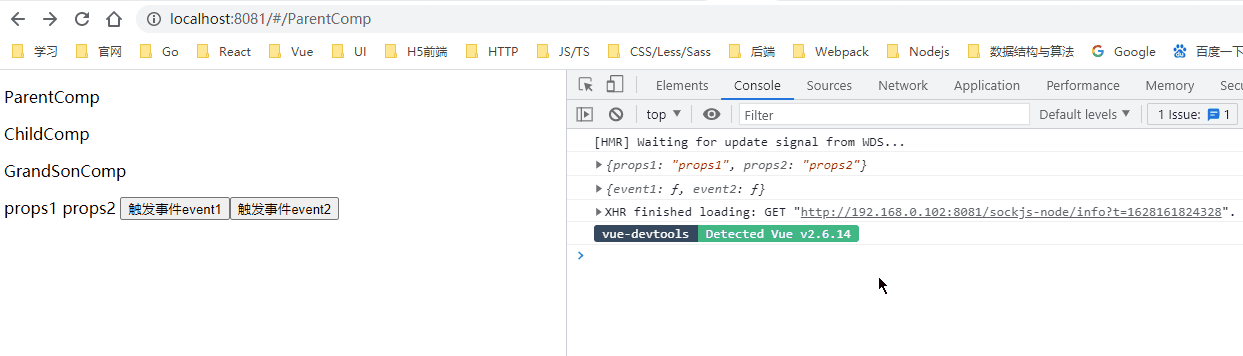 localhost:8081/#/ParentComp
学习 官网 Go React Vue UI H5前端 HTTP JS/TS CSS/Less/Sass 后端 Webpack Nodejs 数据结构与算法 Google 百度一下
ParentComp
ChildComp
GrandSonComp
props1 props2 触发事件event1 触发事件event2
Elements Console Sources Network Application Performance Memory Secu
top Filter Default levels 1 Issue: 1
[HMR] Waiting for update signal from WDS...
{props1: "props1", props2: "props2"}
{event1: ƒ, event2: ƒ}
XHR finished loading: GET "http://192.168.0.102:8081/sockjs-node/info?t=1628161824328".
vue-devtools Detected Vue v2.6.14